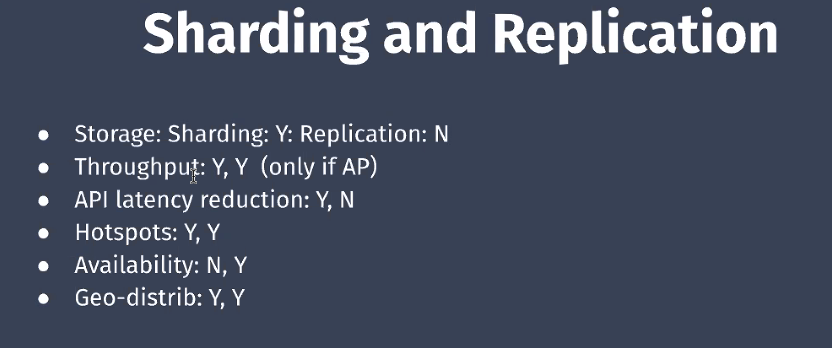 Sharding and Replication
● Storage: Sharding: Y: Replication: N
● Throughput: Y, Y (only if AP)
● API latency reduction: Y, N
● Hotspots: Y, Y
● Availability: N, Y
● Geo-distrib: Y, Y